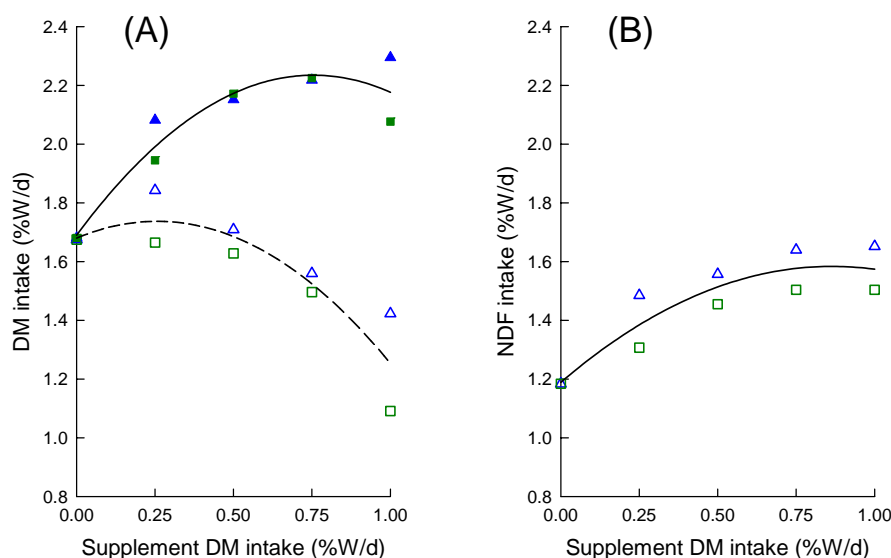 (A)
DM intake (%W/d)
2.4
2.2
2.0
1.8
1.6
1.4
1.2
1.0
0.8
0.00 0.25 0.50 0.75 1.00
Supplement DM intake (%W/d)
(B)
NDF intake (%W/d)
2.4
2.2
2.0
1.8
1.6
1.4
1.2
1.0
0.8
0.00 0.25 0.50 0.75 1.00
Supplement DM intake (%W/d)